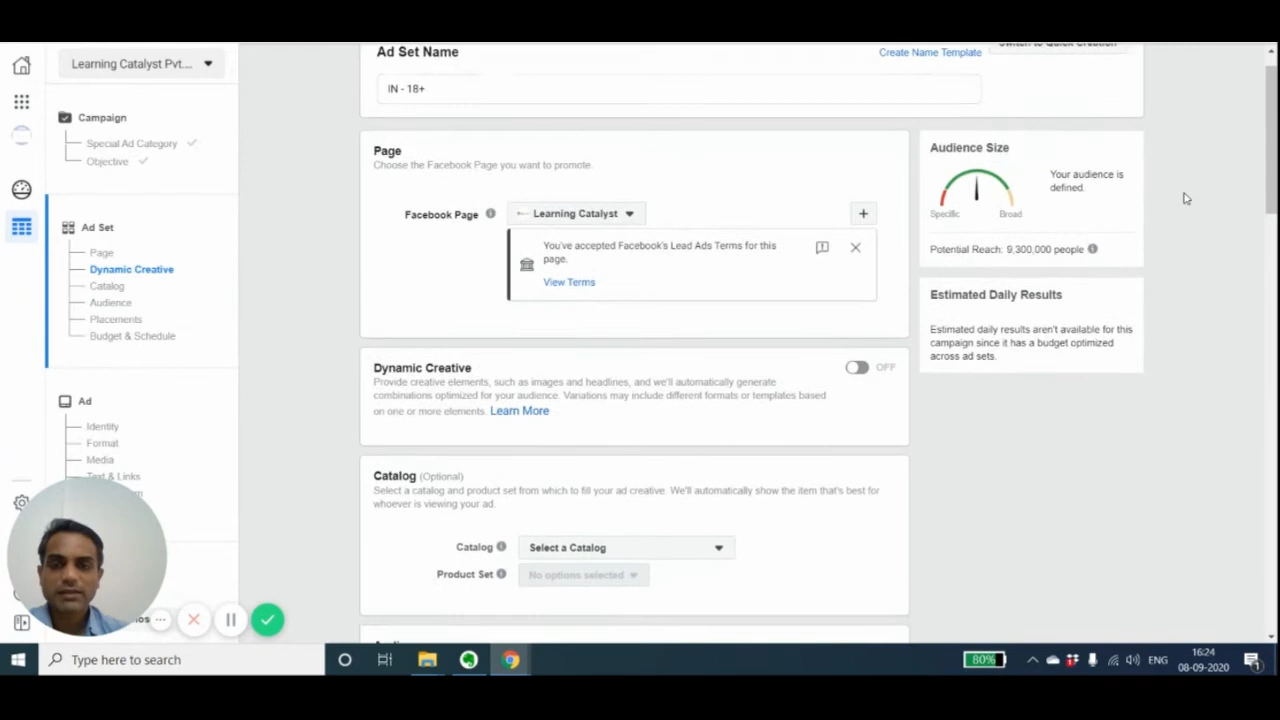 Learning Catalyst Pvt....
Campaign
Special Ad Category
Objective
Ad Set
Page
Dynamic Creative
Catalog
Audience
Placements
Budget & Schedule
Ad
Identity
Format
Media
Text & Links
Ad Set Name
Create Name Template
Switch to Quick Creation
IN - 18+
Page
Choose the Facebook Page you want to promote.
Facebook Page
Learning Catalyst
+
You've accepted Facebook's Lead Ads Terms for this
page.
View Terms
Dynamic Creative
OFF
Provide creative elements, such as images and headlines, and we'll automatically generate
combinations optimized for your audience. Variations may include different formats or templates based
on one or more elements. Learn More
Catalog (Optional)
Select a catalog and product set from which to fill your ad creative. We'll automatically show the item that's best for
whoever is viewing your ad.
Catalog
Select a Catalog
Product Set
No options selected
Audience Size
Your audience is
defined.
Specific
Broad
Potential Reach: 9,300,000 people
Estimated Daily Results
Estimated daily results aren't available for this
campaign since it has a budget optimized
across ad sets.
Type here to search
80%
ENG
16:24
08-09-2020
1